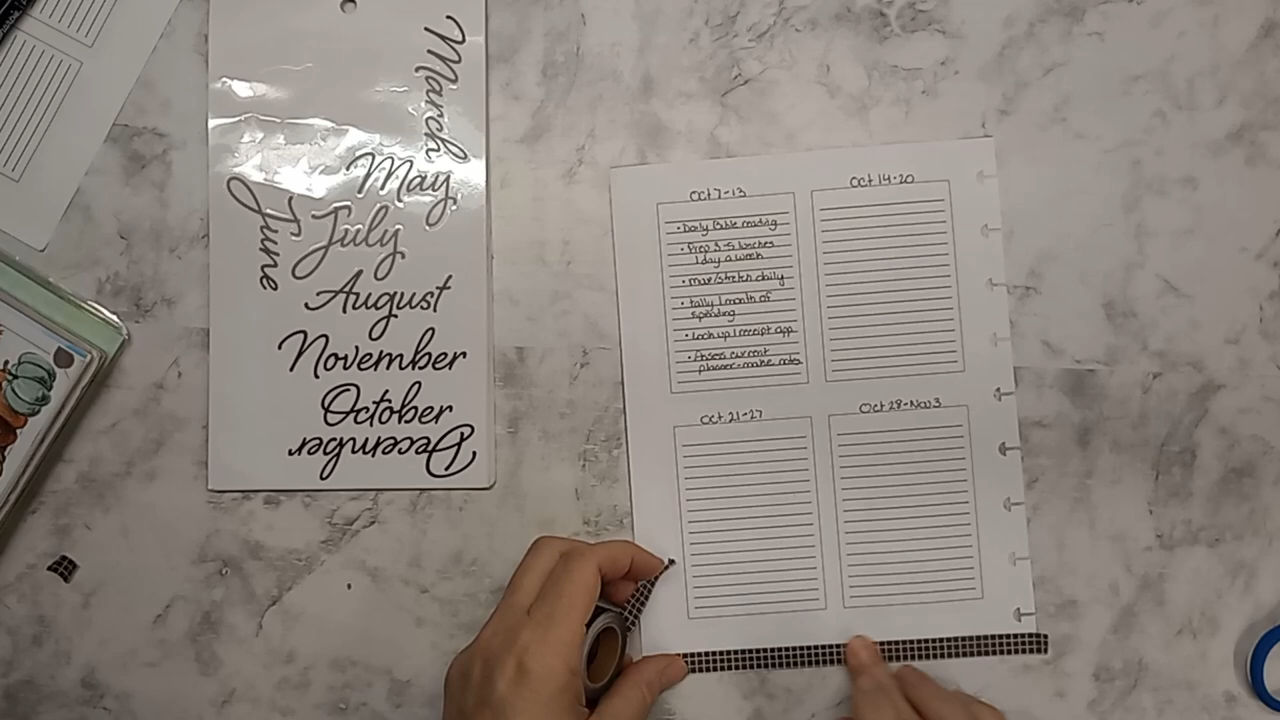 March
May
July
June
August
November
October
December
Oct 7-13
• Daily Bible reading
• Prep 3-5 lunches
1 day a week
• move/stretch daily
• tally 1 month of
spending
• Look up 1 receipt app
• Assess current
planner-make notes
Oct 14-20
Oct 21-27
Oct 28-Nov 3